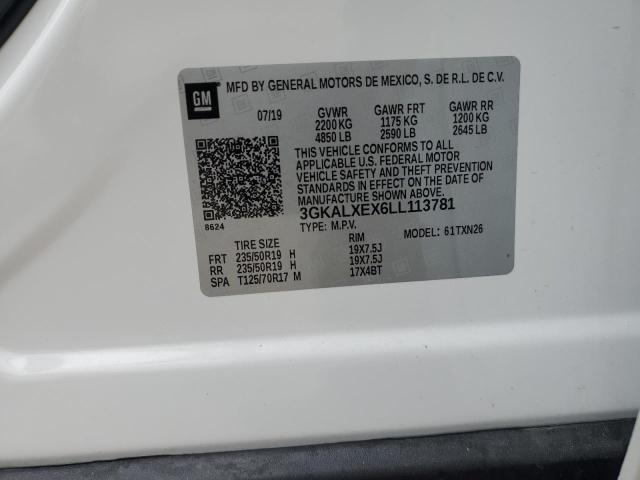 GM
MFD BY GENERAL MOTORS DE MEXICO, S. DE R.L. DE C.V.
07/19 GVWR GAWR FRT GAWR RR
2200 KG 1175 KG 1200 KG
4850 LB 2590 LB 2645 LB
THIS VEHICLE CONFORMS TO ALL
APPLICABLE U.S. FEDERAL MOTOR
VEHICLE SAFETY AND THEFT PREVENTION
STANDARDS IN EFFECT ON THE DATE OF
MANUFACTURE SHOWN ABOVE.
3GKALXEX6LL113781
8624
TYPE: M.P.V. MODEL: 61TXN26
TIRE SIZE RIM
FRT 235/50R19 H 19X7.5J
RR 235/50R19 H 19X7.5J
SPA T125/70R17 M 17X4BT